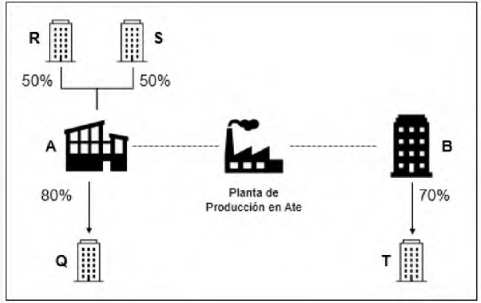 R
S
50%
50%
A
B
Planta de
Producción en Ate
80%
70%
Q
T